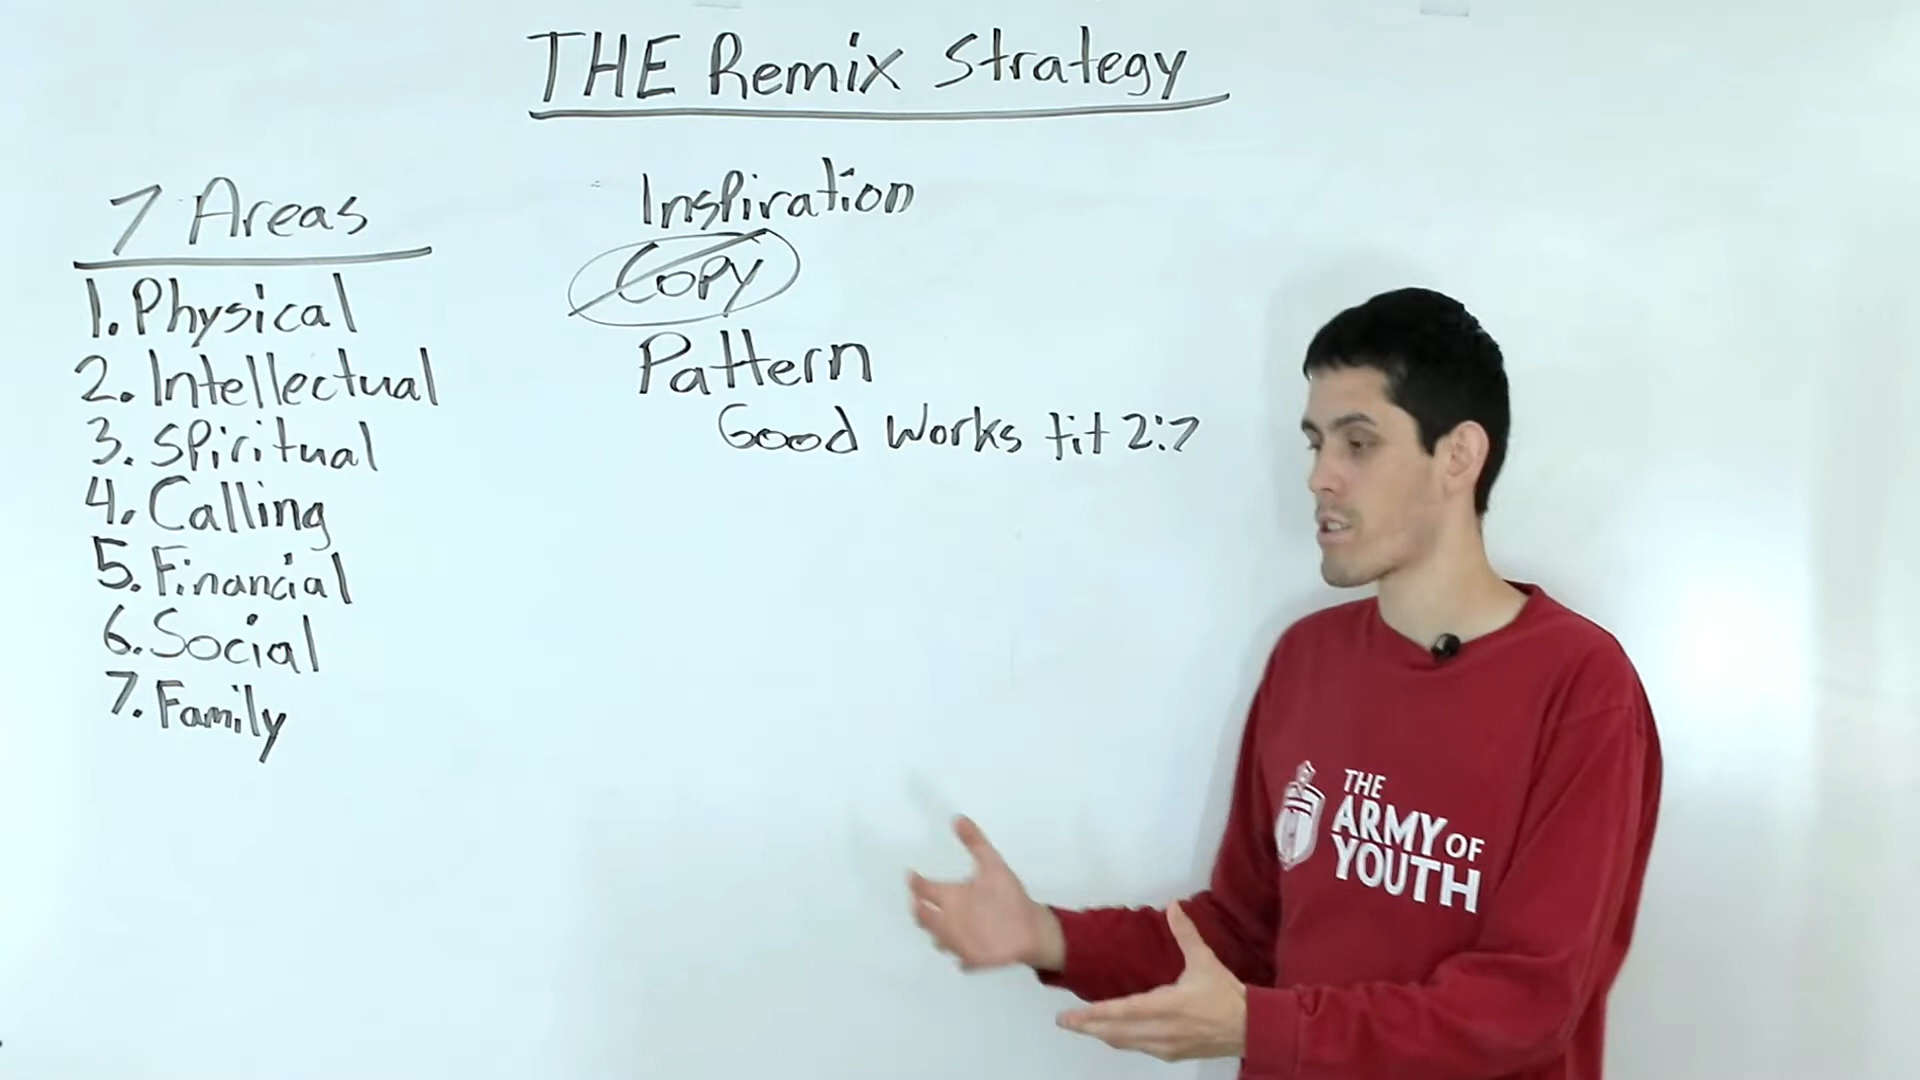 THE Remix Strategy
7 Areas
1. Physical
2. Intellectual
3. Spiritual
4. Calling
5. Financial
6. Social
7. Family
Inspiration
Copy
Pattern
Good Works tit 2:7
THE
ARMY OF
YOUTH